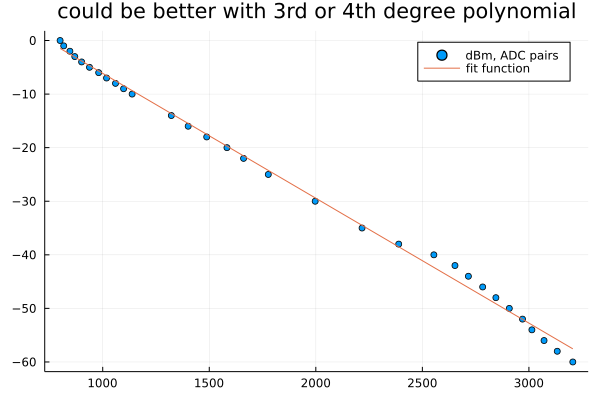 could be better with 3rd or 4th degree polynomial
dBm, ADC pairs
fit function
0
−10
−20
−30
−40
−50
−60
1000 1500 2000 2500 3000